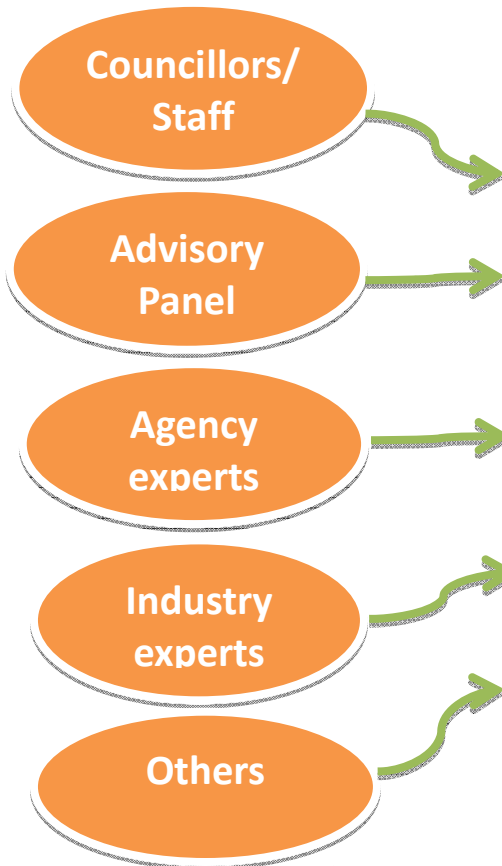 Councillors/
Staff
Advisory
Panel
Agency
experts
Industry
experts
Others